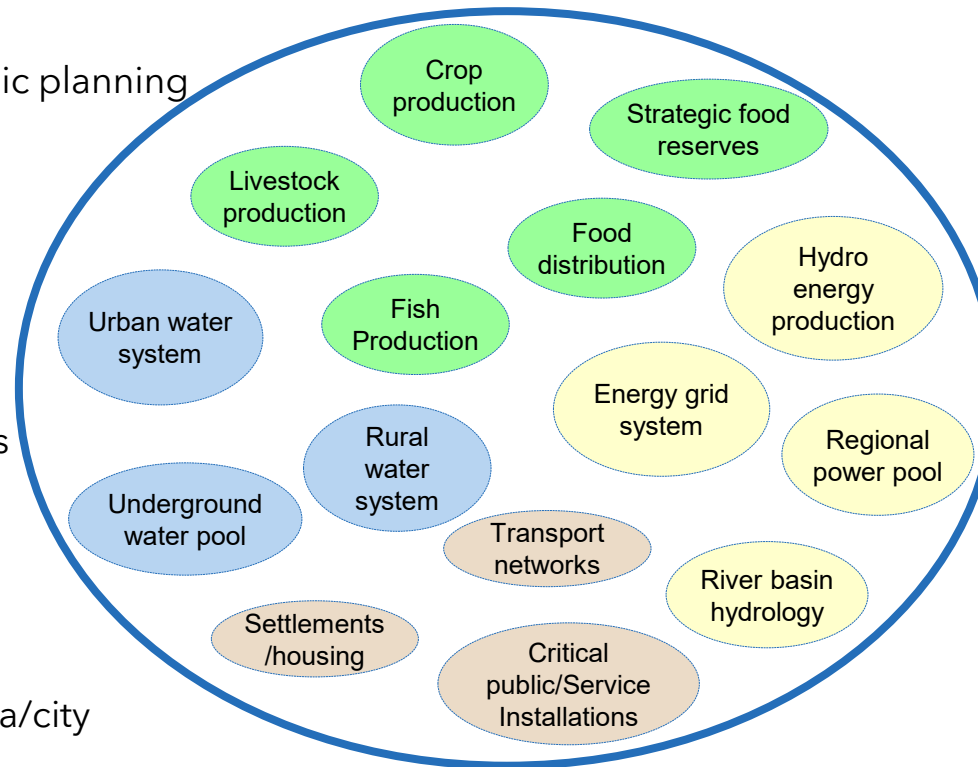 ic planning
Crop
production
Strategic food
reserves
Livestock
production
Food
distribution
Hydro
energy
production
Urban water
system
Fish
Production
Energy grid
system
Rural
water
system
Regional
power pool
s
Underground
water pool
Transport
networks
River basin
hydrology
Settlements
/housing
Critical
public/Service
Installations
a/city